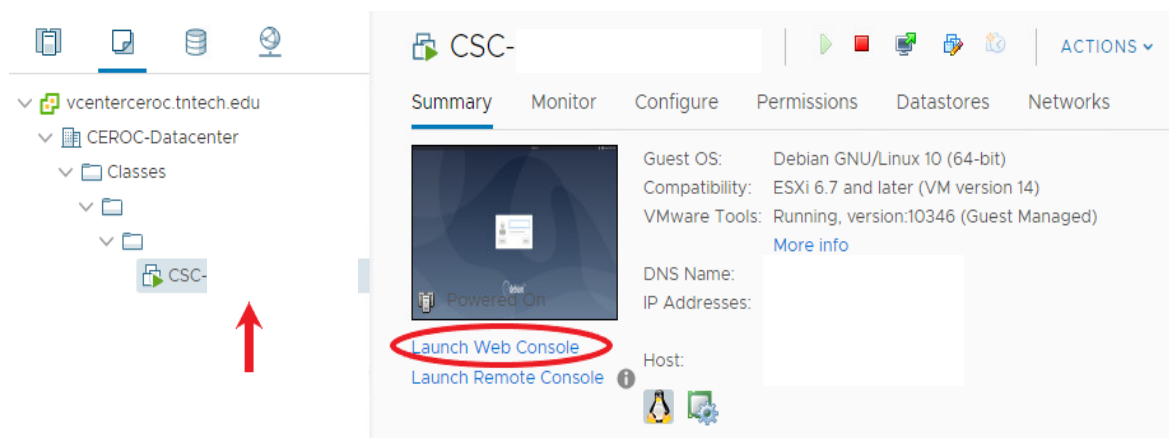 vcenterceroc.tntech.edu
CEROC-Datacenter
Classes
CSC-
CSC-
ACTIONS
Summary Monitor Configure Permissions Datastores Networks
Powered On
debian
Launch Web Console
Launch Remote Console
Guest OS: Debian GNU/Linux 10 (64-bit)
Compatibility: ESXi 6.7 and later (VM version 14)
VMware Tools: Running, version:10346 (Guest Managed)
More info
DNS Name:
IP Addresses:
Host: